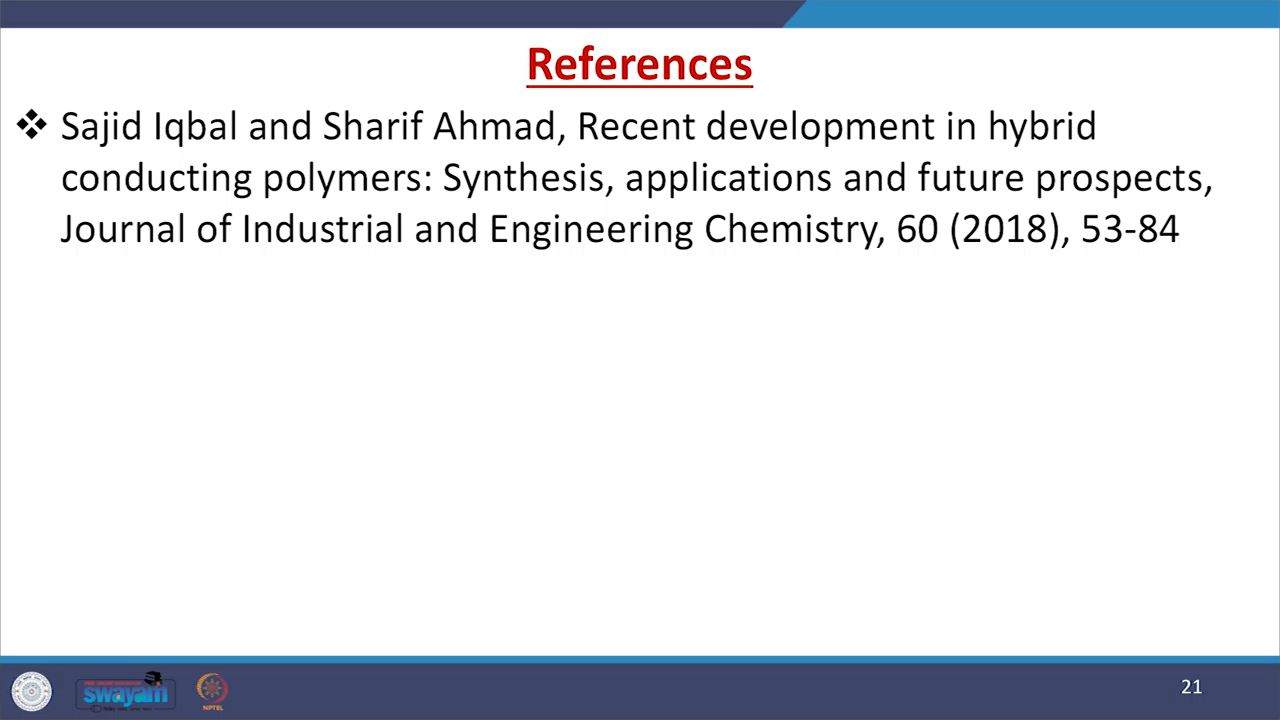 References
❖ Sajid Iqbal and Sharif Ahmad, Recent development in hybrid
conducting polymers: Synthesis, applications and future prospects,
Journal of Industrial and Engineering Chemistry, 60 (2018), 53-84
swayam
NPTEL
21